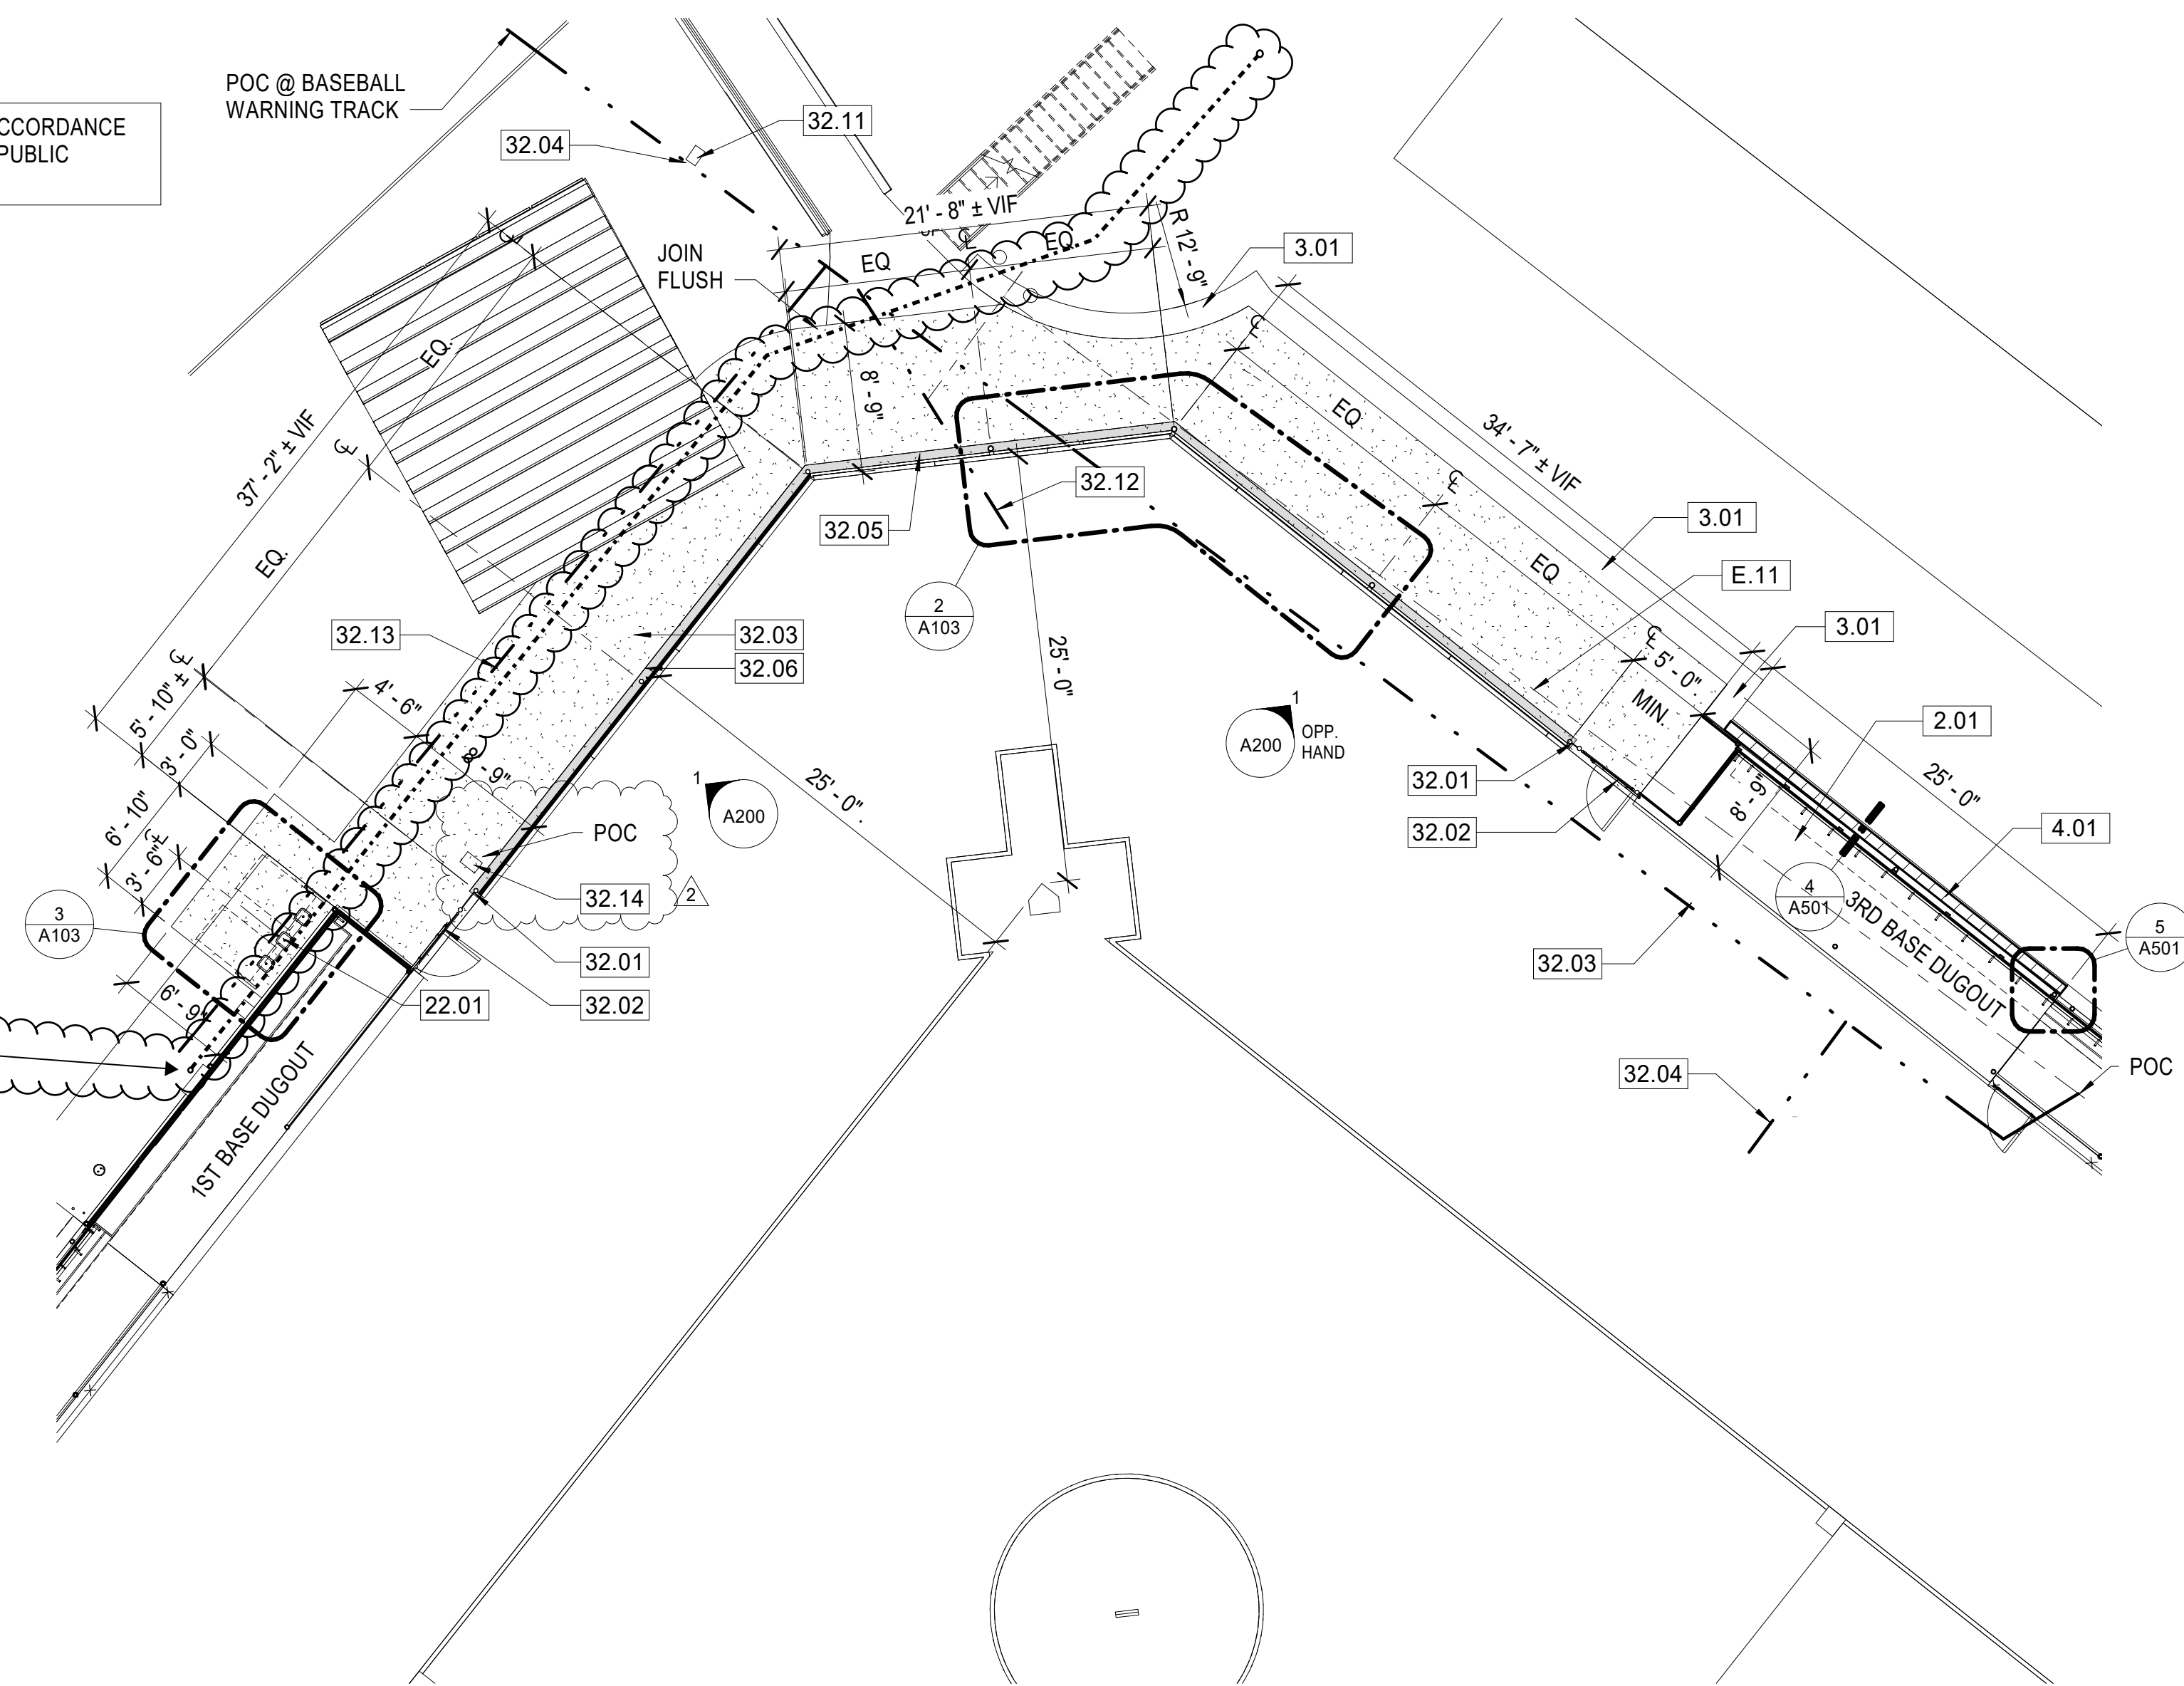 CCORDANCE
PUBLIC
POC @ BASEBALL
WARNING TRACK
32.04
32.11
21' - 8" ± VIF
JOIN
FLUSH
EQ
EQ
R 12' - 9"
3.01
EQ.
8' - 9"
37' - 2" ± VIF
EQ.
EQ
34' - 7" ± VIF
32.12
32.05
3.01
EQ
E.11
2
A103
32.13
32.03
32.06
3.01
25' - 0"
5' - 0"
MIN.
4' - 6"
5' - 10" ±
3' - 0"
2.01
1
A200
OPP.
HAND
8' - 9"
1
A200
25' - 0"
32.01
25' - 0"
6' - 10"
3' - 6"
POC
32.02
8' - 9"
4.01
32.14
2
3
A103
4
A501
3RD BASE DUGOUT
5
A501
32.01
32.03
22.01
32.02
6' - 9"
32.04
POC
1ST BASE DUGOUT